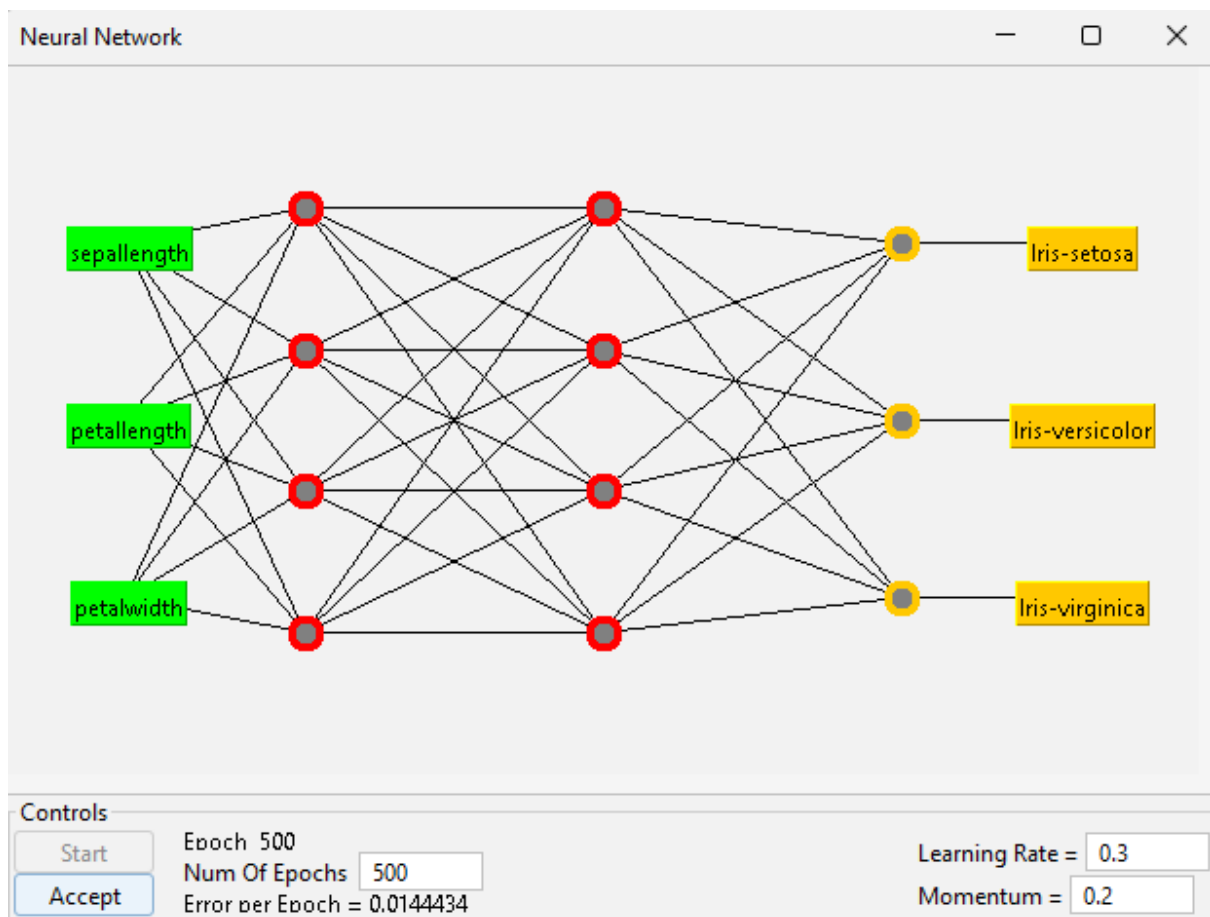 Neural Network
sepallength
petallength
petalwidth
Iris-setosa
Iris-versicolor
Iris-virginica
Controls
Start
Accept
Epoch 500
Num Of Epochs 500
Error per Epoch = 0.0144434
Learning Rate = 0.3
Momentum = 0.2